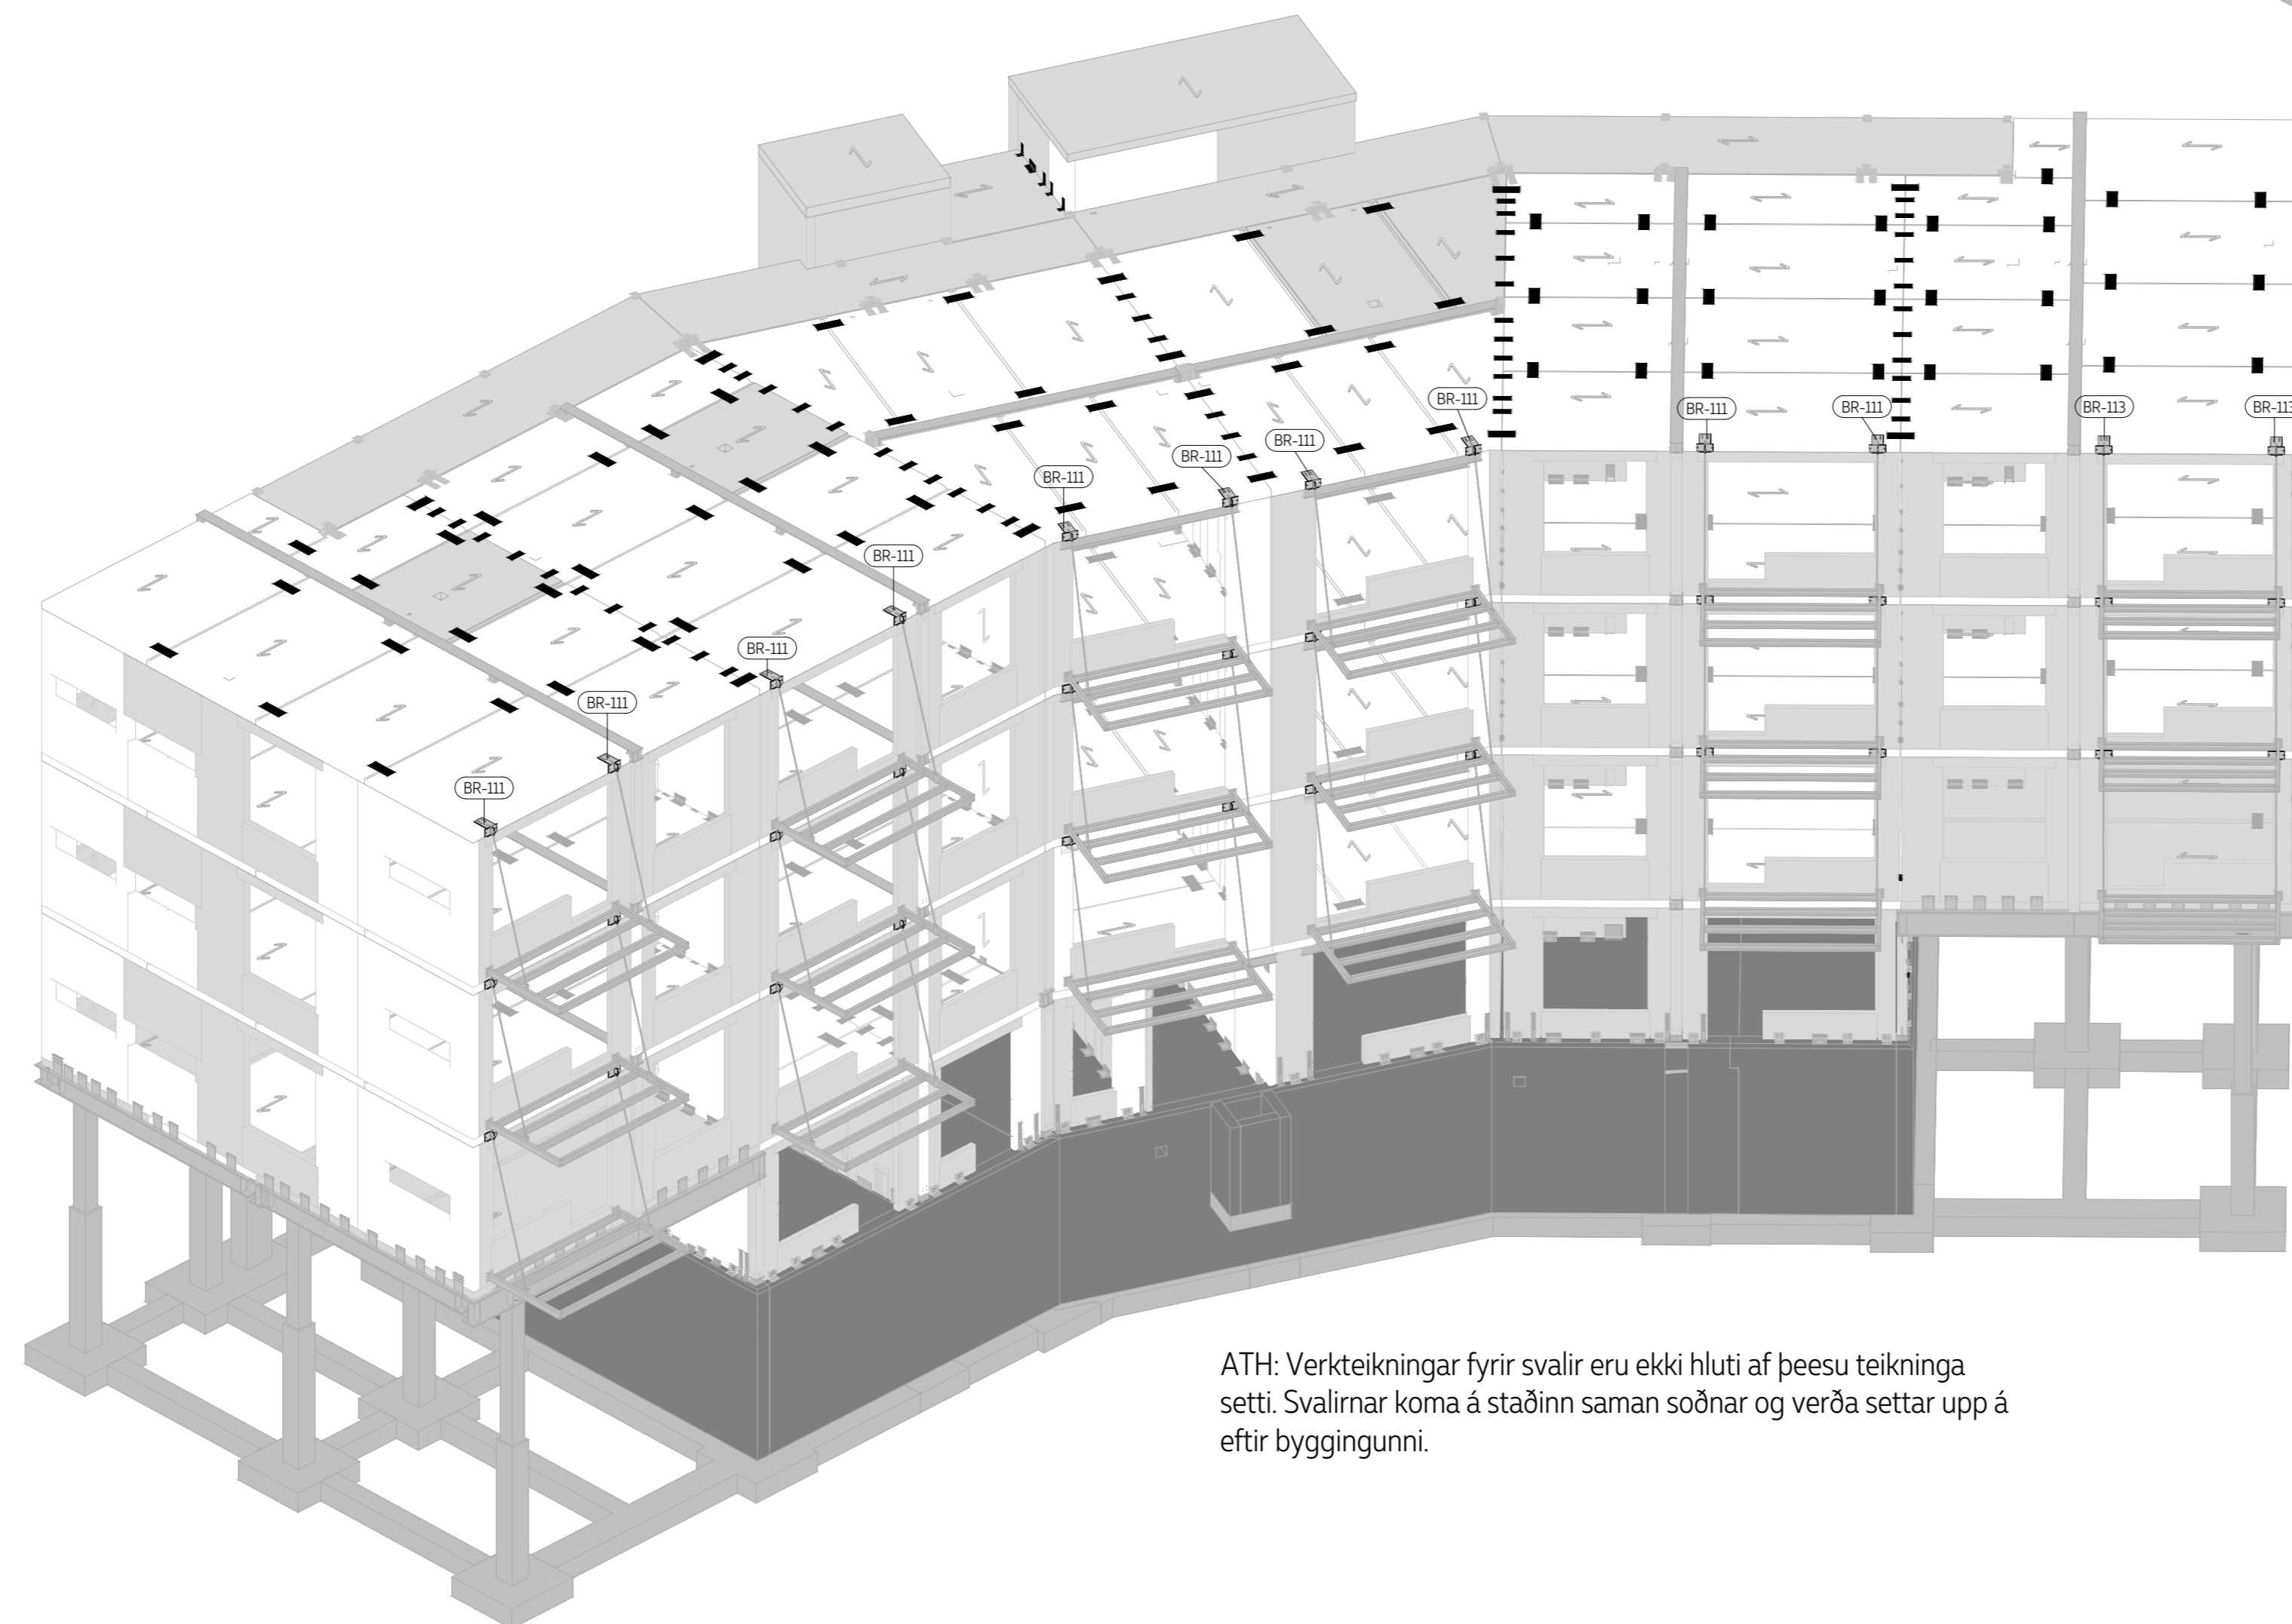 BR-111
BR-111
BR-111
BR-113
BR-113
BR-111
BR-111
BR-111
BR-111
BR-111
BR-111
BR-111
ATH: Verkteikningar fyrir svalir eru ekki hluti af þeesu teikninga
setti. Svalirnar koma á staðinn saman soðnar og verða settar upp á
eftir byggingunni.